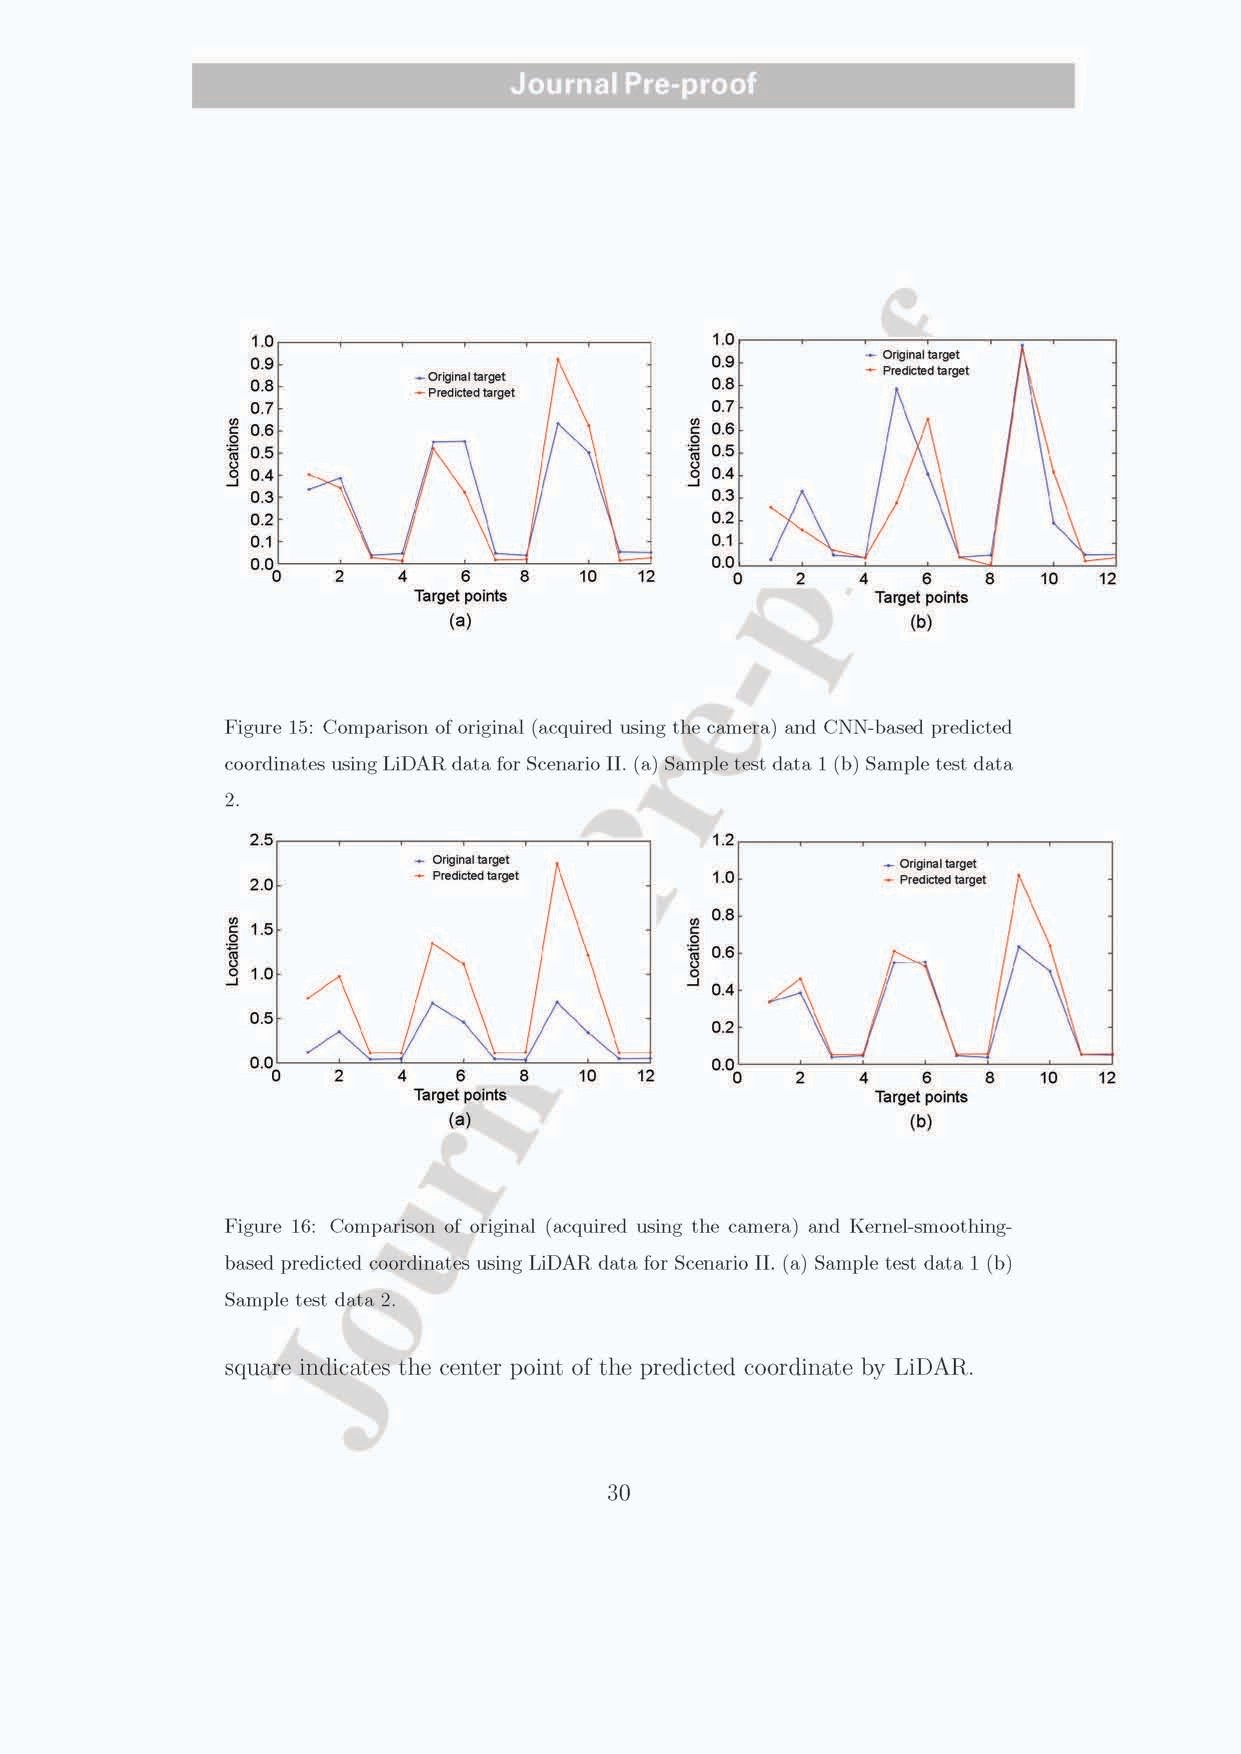 Journal Pre-proof
1.0
0.9
0.8
0.7
0.6
0.5
0.4
0.3
0.2
0.1
0.0
Locations
Original target
Predicted target
0 2 4 6 8 10 12
Target points
(a)
1.0
0.9
0.8
0.7
0.6
0.5
0.4
0.3
0.2
0.1
0.0
Locations
Original target
Predicted target
0 2 4 6 8 10 12
Target points
(b)
Figure 15: Comparison of original (acquired using the camera) and CNN-based predicted
coordinates using LiDAR data for Scenario II. (a) Sample test data 1 (b) Sample test data
2.
2.5
2.0
1.5
1.0
0.5
0.0
Locations
Original target
Predicted target
0 2 4 6 8 10 12
Target points
(a)
1.2
1.0
0.8
0.6
0.4
0.2
0.0
Locations
Original target
Predicted target
0 2 4 6 8 10 12
Target points
(b)
Figure 16: Comparison of original (acquired using the camera) and Kernel-smoothing-
based predicted coordinates using LiDAR data for Scenario II. (a) Sample test data 1 (b)
Sample test data 2.
square indicates the center point of the predicted coordinate by LiDAR.
30